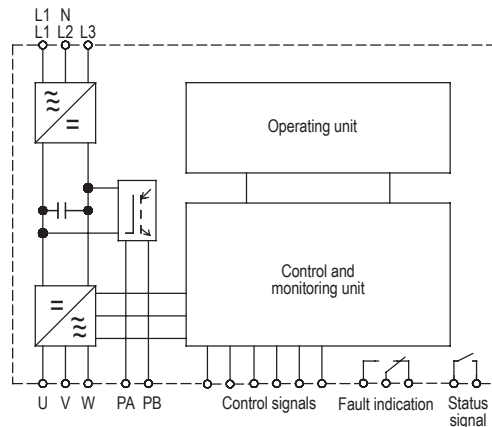 L1 N
L1 L2 L3
Operating unit
Control and
monitoring unit
U V W PA PB Control signals Fault indication Status
signal